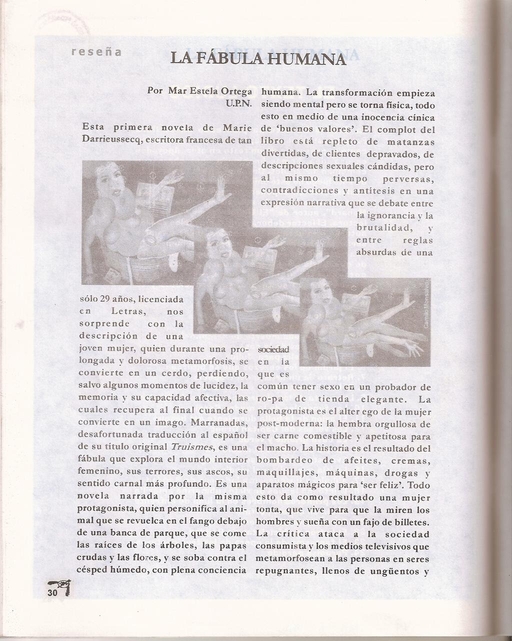 reseña
LA FÁBULA HUMANA
Por Mar Estela Ortega
U.P.N.
Esta primera novela de Marie
Darrieussecq, escritora francesa de tan
sólo 29 años, licenciada
en Letras, nos
sorprende con la
descripción de una
joven mujer, quien durante una pro-
longada y dolorosa metamorfosis, se
convierte en un cerdo, perdiendo,
salvo algunos momentos de lucidez, la
memoria y su capacidad afectiva, las
cuales recupera al final cuando se
convierte en un imago. Marranadas,
desafortunada traducción al español
de su titulo original Truismes, es una
fábula que explora el mundo interior
femenino, sus terrores, sus ascos, su
sentido carnal más profundo. Es una
novela narrada por la misma
protagonista, quien personifica al ani-
mal que se revuelca en el fango debajo
de una banca de parque, que se come
las raíces de los árboles, las papas
crudas y las flores, y se soba contra el
césped húmedo, con plena conciencia
humana. La transformación empieza
siendo mental pero se torna física, todo
esto en medio de una inocencia cínica
de 'buenos valores'. El complot del
libro está repleto de matanzas
divertidas, de clientes depravados, de
descripciones sexuales cándidas, pero
al mismo tiempo perversas,
contradicciones y antítesis en una
expresión narrativa que se debate entre
la ignorancia y la
brutalidad, y
entre reglas
absurdas de una
sociedad
en la
que es
común tener sexo en un probador de
ro-pa de tienda elegante. La
protagonista es el alter ego de la mujer
post-moderna: la hembra orgullosa de
ser carne comestible y apetitosa para
el macho. La historia es el resultado del
bombardeo de afeites, cremas,
maquillajes, máquinas, drogas y
aparatos mágicos para 'ser feliz'. Todo
esto da como resultado una mujer
tonta, que vive para que la miren los
hombres y sueña con un fajo de billetes.
La crítica ataca a la sociedad
consumista y los medios televisivos que
metamorfosean a las personas en seres
repugnantes, llenos de ungüentos y
30